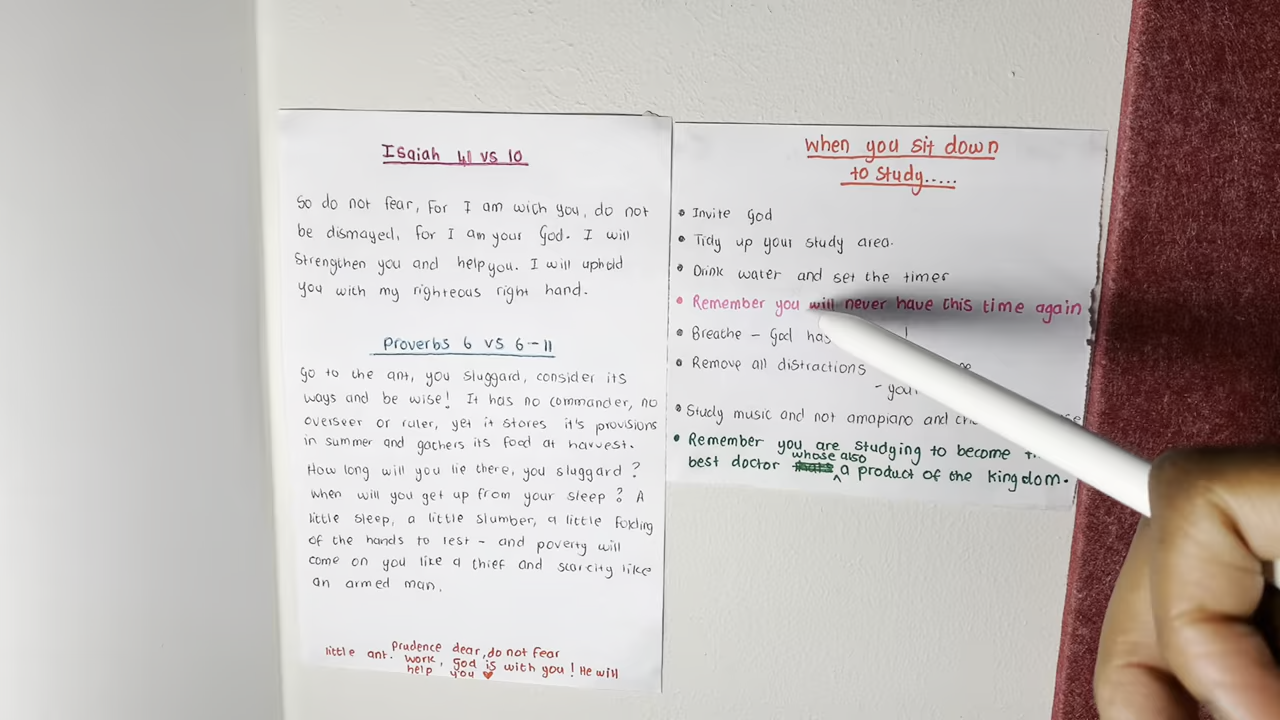 Isaiah 41 vs 10
So do not fear, for I am with you, do not
be dismayed, for I am your God. I will
strengthen you and help you. I will uphold
you with my righteous right hand.
Proverbs 6 vs 6-11
Go to the ant, you sluggard, consider its
ways and be wise! It has no commander, no
overseer or ruler, yet it stores it's provisions
in summer and gathers its food at harvest.
How long will you lie there, you sluggard?
when will you get up from your sleep? A
little sleep, a little slumber, a little folding
of the hands to rest - and poverty will
come on you like a thief and scarcity like
an armed man.
Prudence dear, do not fear
little ant. work, God is with you! He will
help you ♥
When you sit down
to study.....
• Invite God
• Tidy up your study area.
• Drink water and set the timer
• Remember you will never have this time again
• Breathe - God has
• Remove all distractions
- your
• Study music and not amapiano and
• Remember you are studying to become
whose also
best doctor ^ a product of the kingdom.